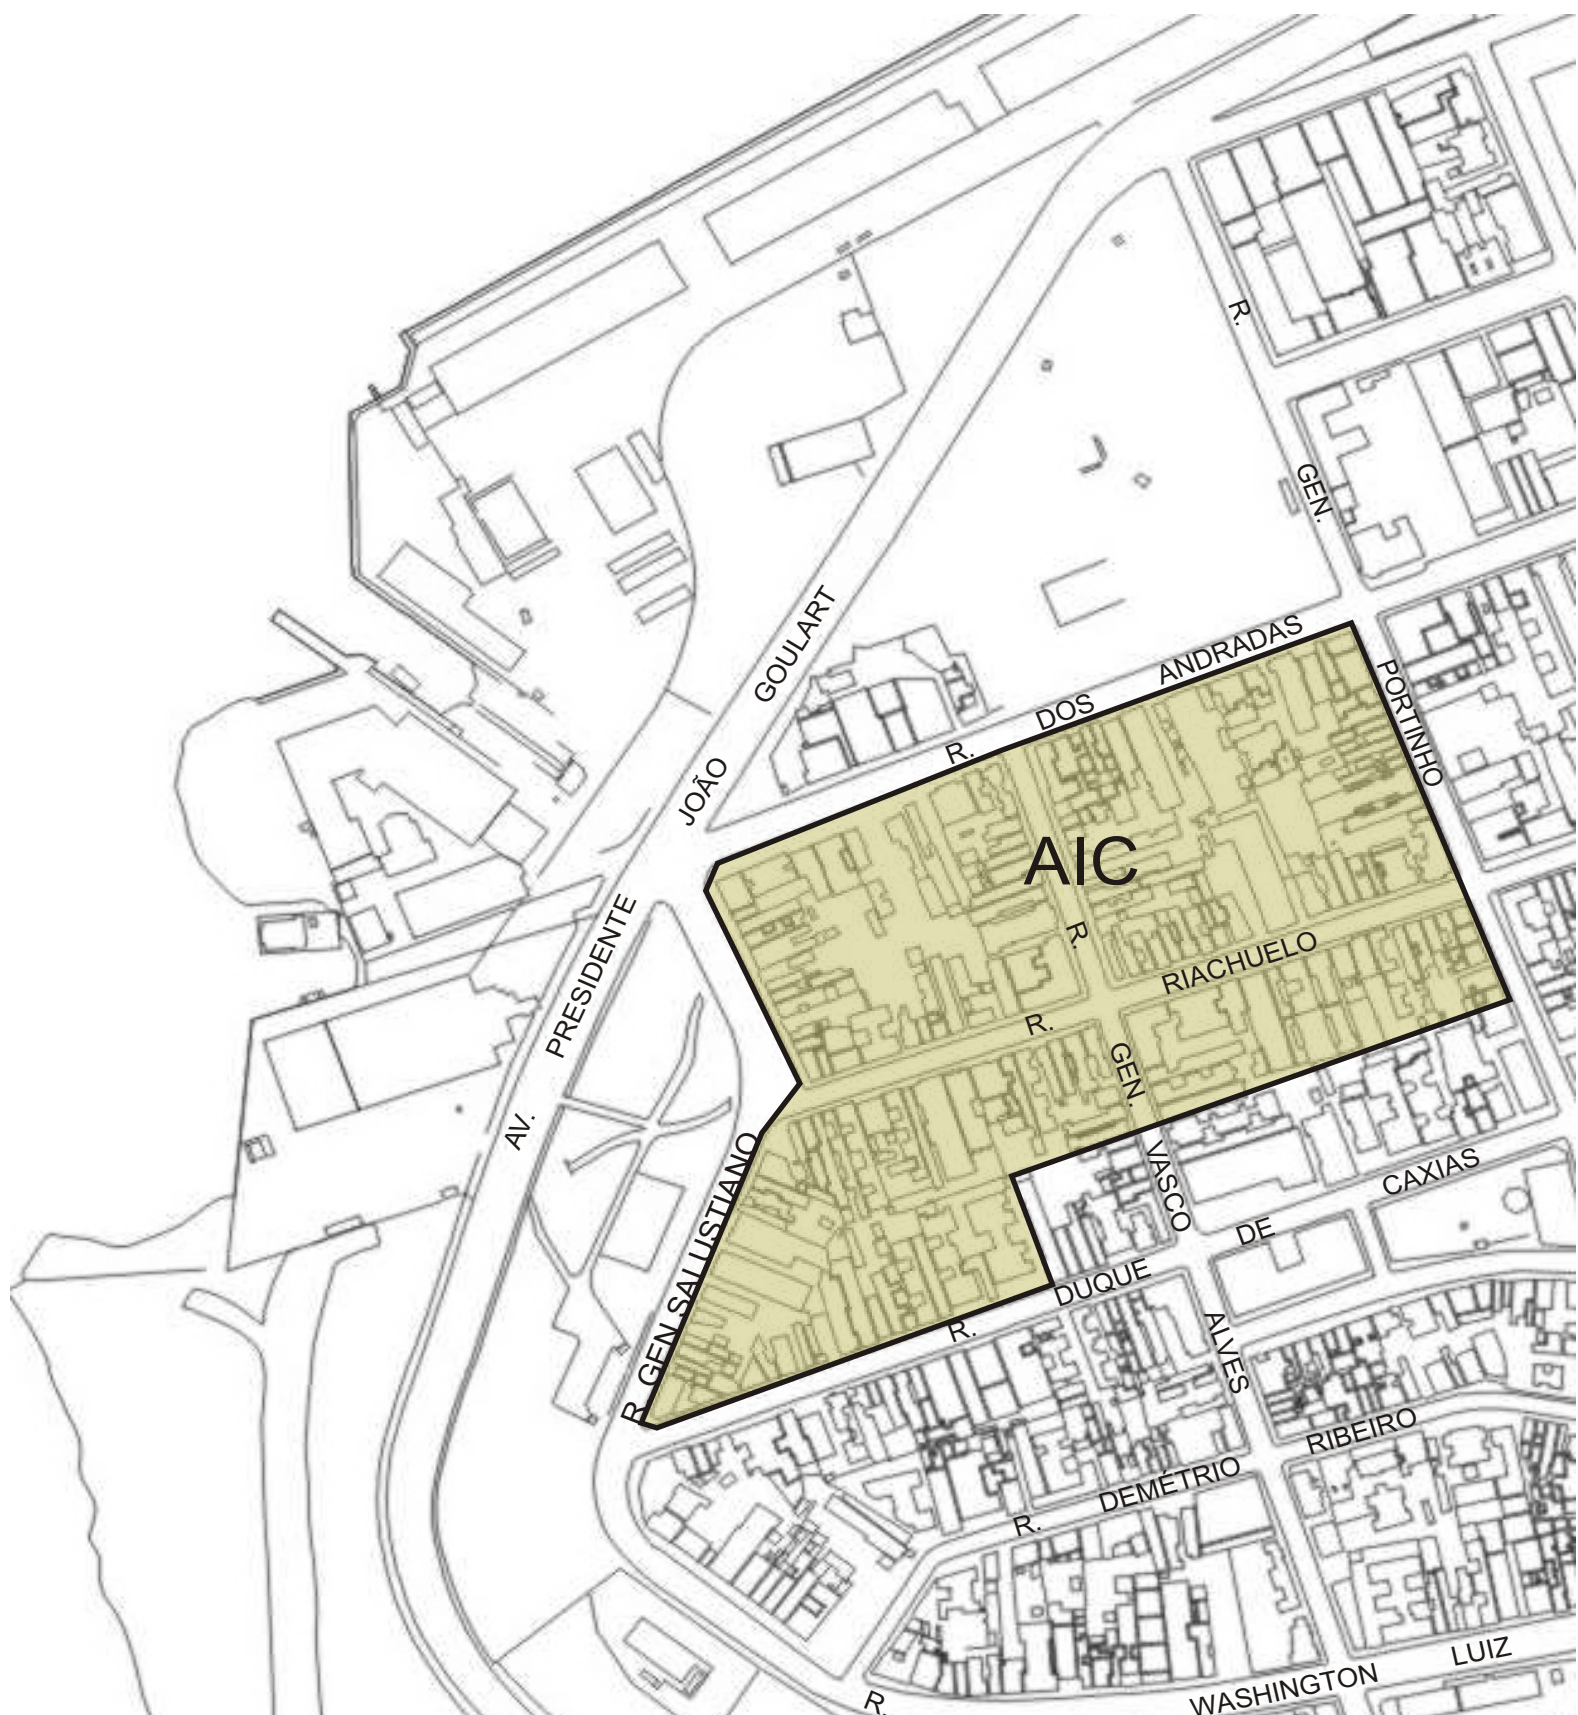 R.
GEN.
PORTINHO
AV.
PRESIDENTE
JOÃO
GOULART
R.
DOS
ANDRADAS
AIC
R.
RIACHUELO
R.
GEN.
VASCO
ALVES
R GEN SALUSTIANO
R.
DUQUE
DE
CAXIAS
R.
DEMÉTRIO
RIBEIRO
R.
WASHINGTON
LUIZ